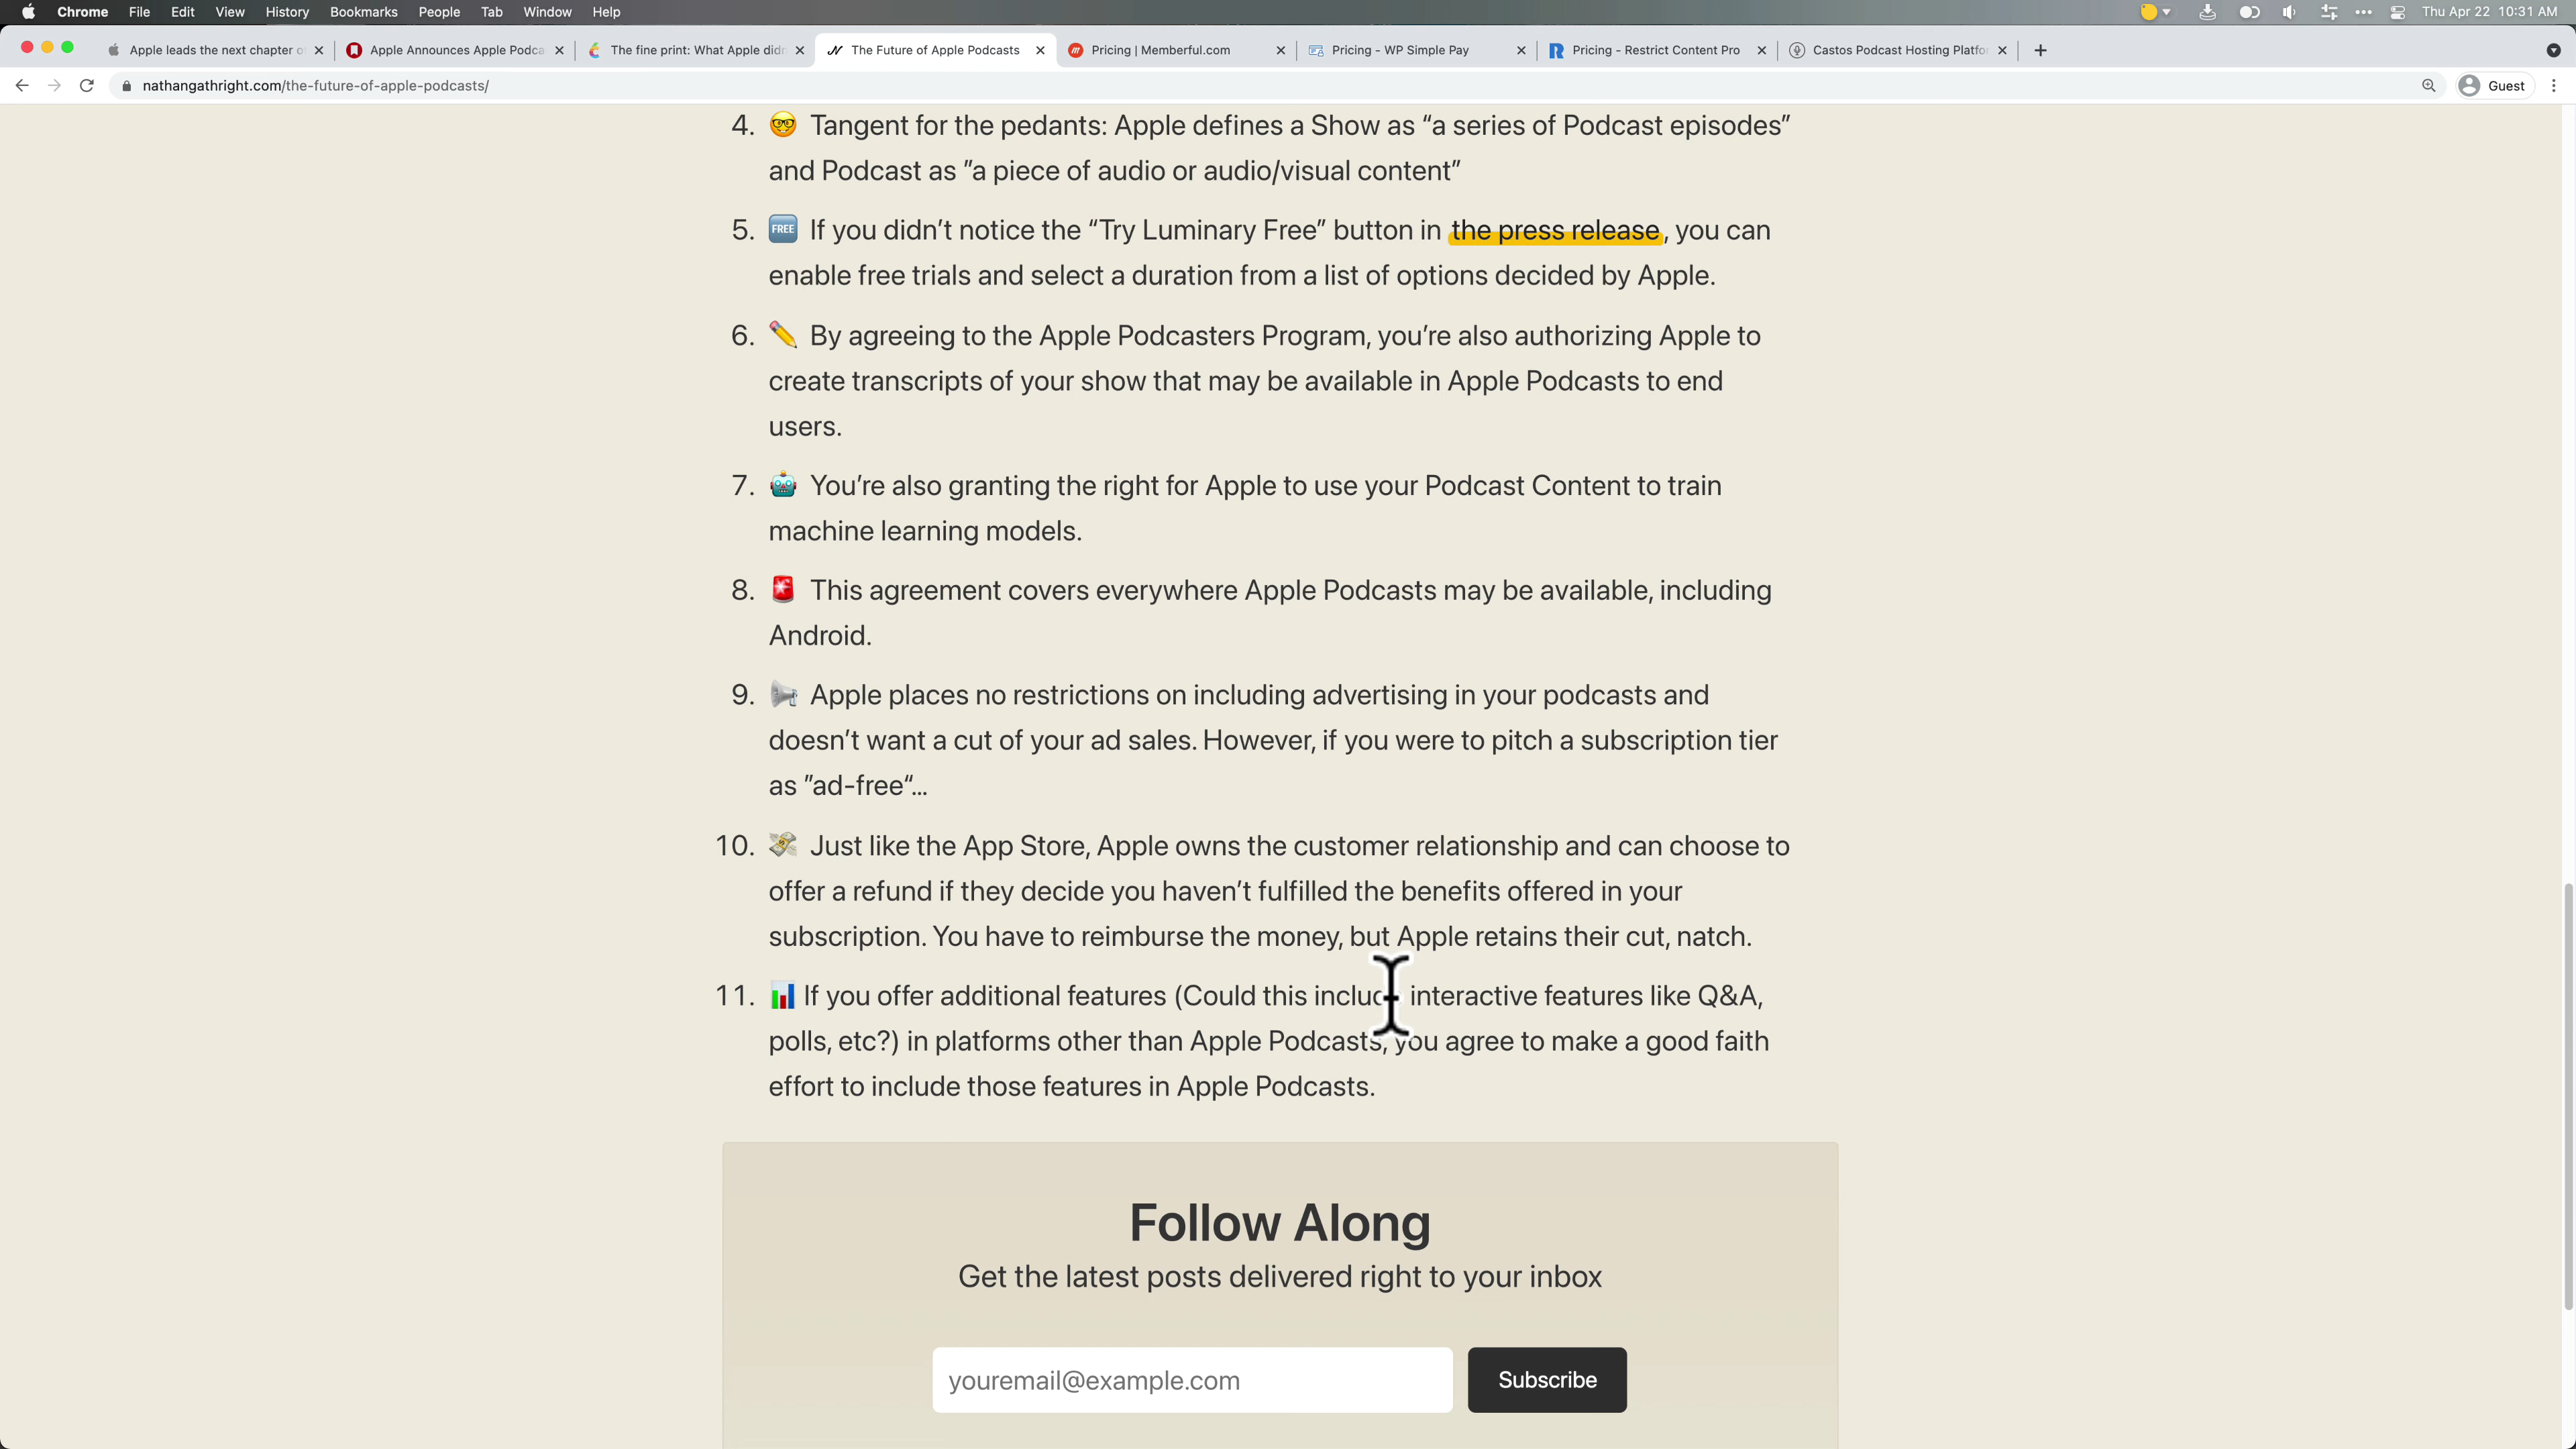 Chrome File Edit View History Bookmarks People Tab Window Help Thu Apr 22 10:31 AM
Apple leads the next chapter o Apple Announces Apple Podca The fine print: What Apple didn The Future of Apple Podcasts Pricing | Memberful.com Pricing - WP Simple Pay Pricing - Restrict Content Pro Castos Podcast Hosting Platfo
nathangathright.com/the-future-of-apple-podcasts/ Guest
4. 🤓 Tangent for the pedants: Apple defines a Show as “a series of Podcast episodes”
and Podcast as ”a piece of audio or audio/visual content”
5. FREE If you didn’t notice the “Try Luminary Free” button in the press release, you can
enable free trials and select a duration from a list of options decided by Apple.
6. ✏️ By agreeing to the Apple Podcasters Program, you’re also authorizing Apple to
create transcripts of your show that may be available in Apple Podcasts to end
users.
7. 🤖 You’re also granting the right for Apple to use your Podcast Content to train
machine learning models.
8. 🚨 This agreement covers everywhere Apple Podcasts may be available, including
Android.
9. 📢 Apple places no restrictions on including advertising in your podcasts and
doesn’t want a cut of your ad sales. However, if you were to pitch a subscription tier
as ”ad-free“…
10. 💸 Just like the App Store, Apple owns the customer relationship and can choose to
offer a refund if they decide you haven’t fulfilled the benefits offered in your
subscription. You have to reimburse the money, but Apple retains their cut, natch.
11. 📊 If you offer additional features (Could this include interactive features like Q&A,
polls, etc?) in platforms other than Apple Podcasts, you agree to make a good faith
effort to include those features in Apple Podcasts.
Follow Along
Get the latest posts delivered right to your inbox
youremail@example.com Subscribe